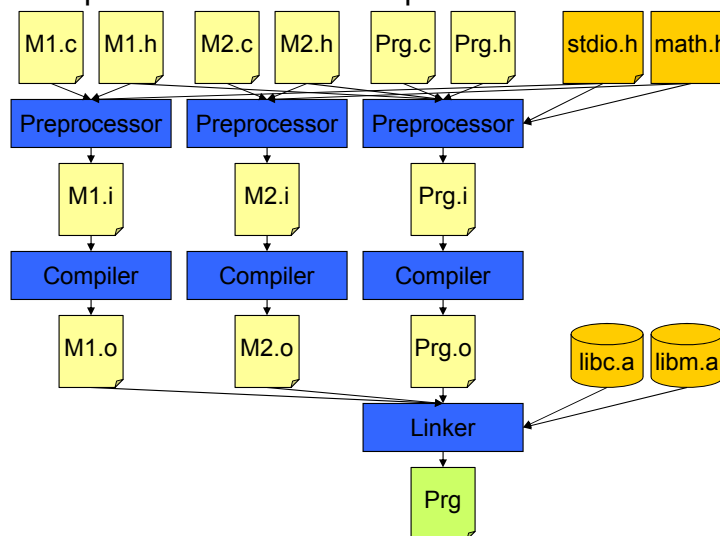 M1.c M1.h M2.c M2.h Prg.c Prg.h stdio.h math.h
Preprocessor Preprocessor Preprocessor
M1.i M2.i Prg.i
Compiler Compiler Compiler
M1.o M2.o Prg.o libc.a libm.a
Linker
Prg